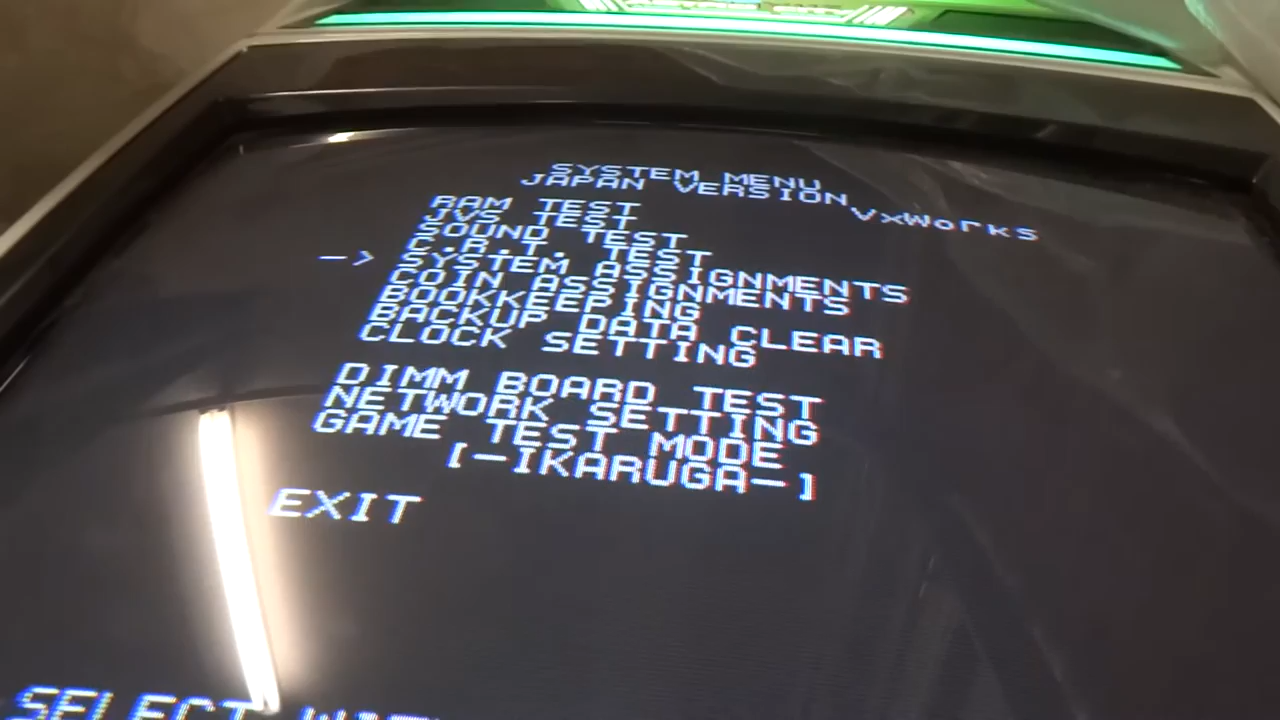 SYSTEM MENU
JAPAN VERSION VxWorks
RAM TEST
JVS TEST
SOUND TEST
C.R.T. TEST
-> SYSTEM ASSIGNMENTS
COIN ASSIGNMENTS
BOOKKEEPING
BACKUP DATA CLEAR
CLOCK SETTING
DIMM BOARD TEST
NETWORK SETTING
GAME TEST MODE
[-IKARUGA-]
EXIT
SELECT WITH